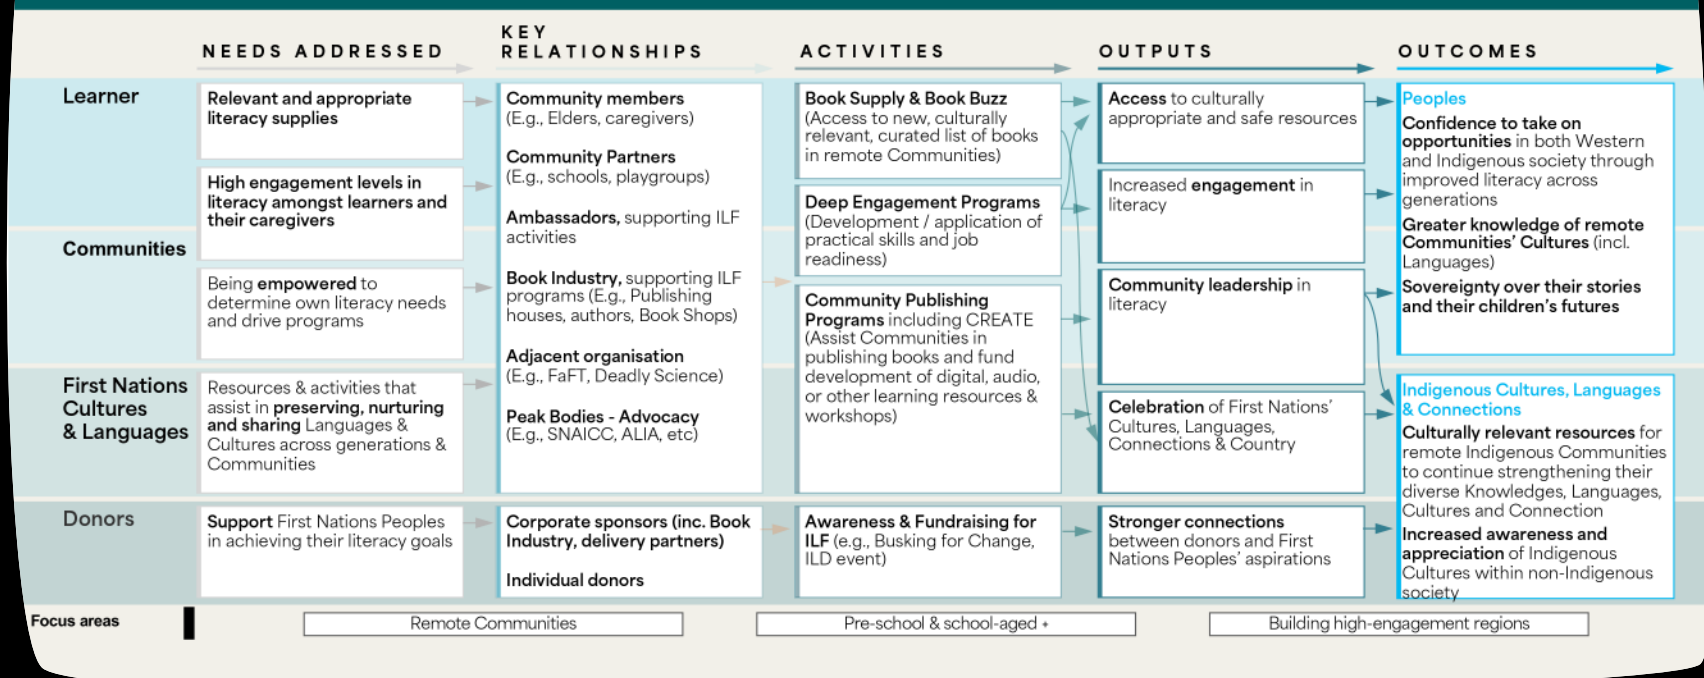 NEEDS ADDRESSED
KEY
RELATIONSHIPS
ACTIVITIES
OUTPUTS
OUTCOMES
Learner
Communities
First Nations
Cultures
& Languages
Donors
Relevant and appropriate
literacy supplies
High engagement levels in
literacy amongst learners and
their caregivers
Being empowered to
determine own literacy needs
and drive programs
Resources & activities that
assist in preserving, nurturing
and sharing Languages &
Cultures across generations &
Communities
Support First Nations Peoples
in achieving their literacy goals
Community members
(E.g., Elders, caregivers)
Community Partners
(E.g., schools, playgroups)
Ambassadors, supporting ILF
activities
Book Industry, supporting ILF
programs (E.g., Publishing
houses, authors, Book Shops)
Adjacent organisation
(E.g., FaFT, Deadly Science)
Peak Bodies - Advocacy
(E.g., SNAICC, ALIA, etc)
Corporate sponsors (inc. Book
Industry, delivery partners)
Individual donors
Book Supply & Book Buzz
(Access to new, culturally
relevant, curated list of books
in remote Communities)
Deep Engagement Programs
(Development / application of
practical skills and job
readiness)
Community Publishing
Programs including CREATE
(Assist Communities in
publishing books and fund
development of digital, audio,
or other learning resources &
workshops)
Awareness & Fundraising for
ILF (e.g., Busking for Change,
ILD event)
Access to culturally
appropriate and safe resources
Increased engagement in
literacy
Community leadership in
literacy
Celebration of First Nations'
Cultures, Languages,
Connections & Country
Stronger connections
between donors and First
Nations Peoples' aspirations
Peoples
Confidence to take on
opportunities in both Western
and Indigenous society through
improved literacy across
generations
Greater knowledge of remote
Communities' Cultures (incl.
Languages)
Sovereignty over their stories
and their children's futures
Indigenous Cultures, Languages
& Connections
Culturally relevant resources for
remote Indigenous Communities
to continue strengthening their
diverse Knowledges, Languages,
Cultures and Connection
Increased awareness and
appreciation of Indigenous
Cultures within non-Indigenous
society
Focus areas
Remote Communities
Pre-school & school-aged +
Building high-engagement regions